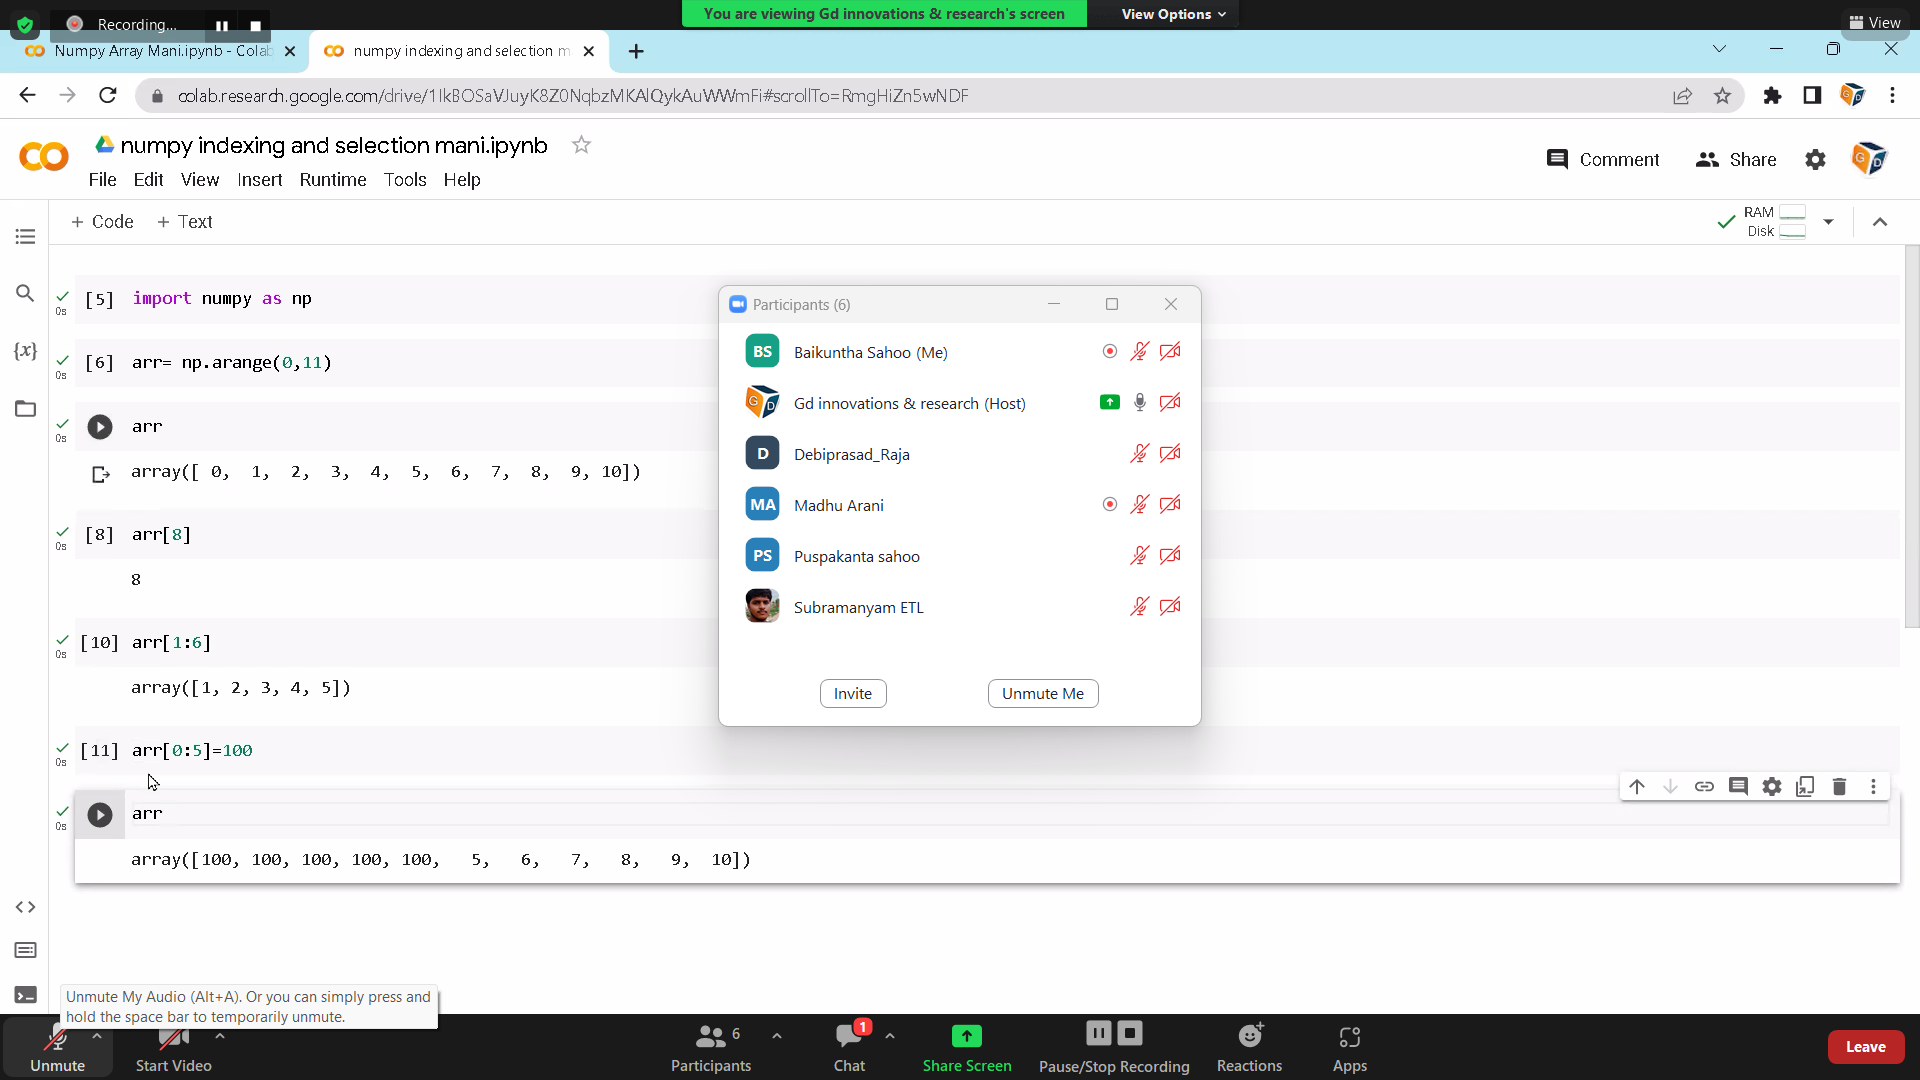 Recording...
You are viewing Gd innovations & research's screen
View Options
View
Numpy Array Mani.ipynb - Colab
numpy indexing and selection m
colab.research.google.com/drive/1IkBOSaVJuyK8Z0NqbzMKAlQykAuWWmFi#scrollTo=RmgHiZn5wNDF
numpy indexing and selection mani.ipynb
Comment
Share
File Edit View Insert Runtime Tools Help
+ Code + Text
RAM
Disk
[5] import numpy as np
0s
[6] arr= np.arange(0,11)
0s
arr
0s
array([ 0, 1, 2, 3, 4, 5, 6, 7, 8, 9, 10])
[8] arr[8]
0s
8
[10] arr[1:6]
0s
array([1, 2, 3, 4, 5])
[11] arr[0:5]=100
0s
arr
0s
array([100, 100, 100, 100, 100, 5, 6, 7, 8, 9, 10])
Participants (6)
BS Baikuntha Sahoo (Me)
GD Gd innovations & research (Host)
D Debiprasad_Raja
MA Madhu Arani
PS Puspakanta sahoo
Subramanyam ETL
Invite
Unmute Me
Unmute My Audio (Alt+A). Or you can simply press and
hold the space bar to temporarily unmute.
Unmute
Start Video
6
Participants
1
Chat
Share Screen
Pause/Stop Recording
Reactions
Apps
Leave